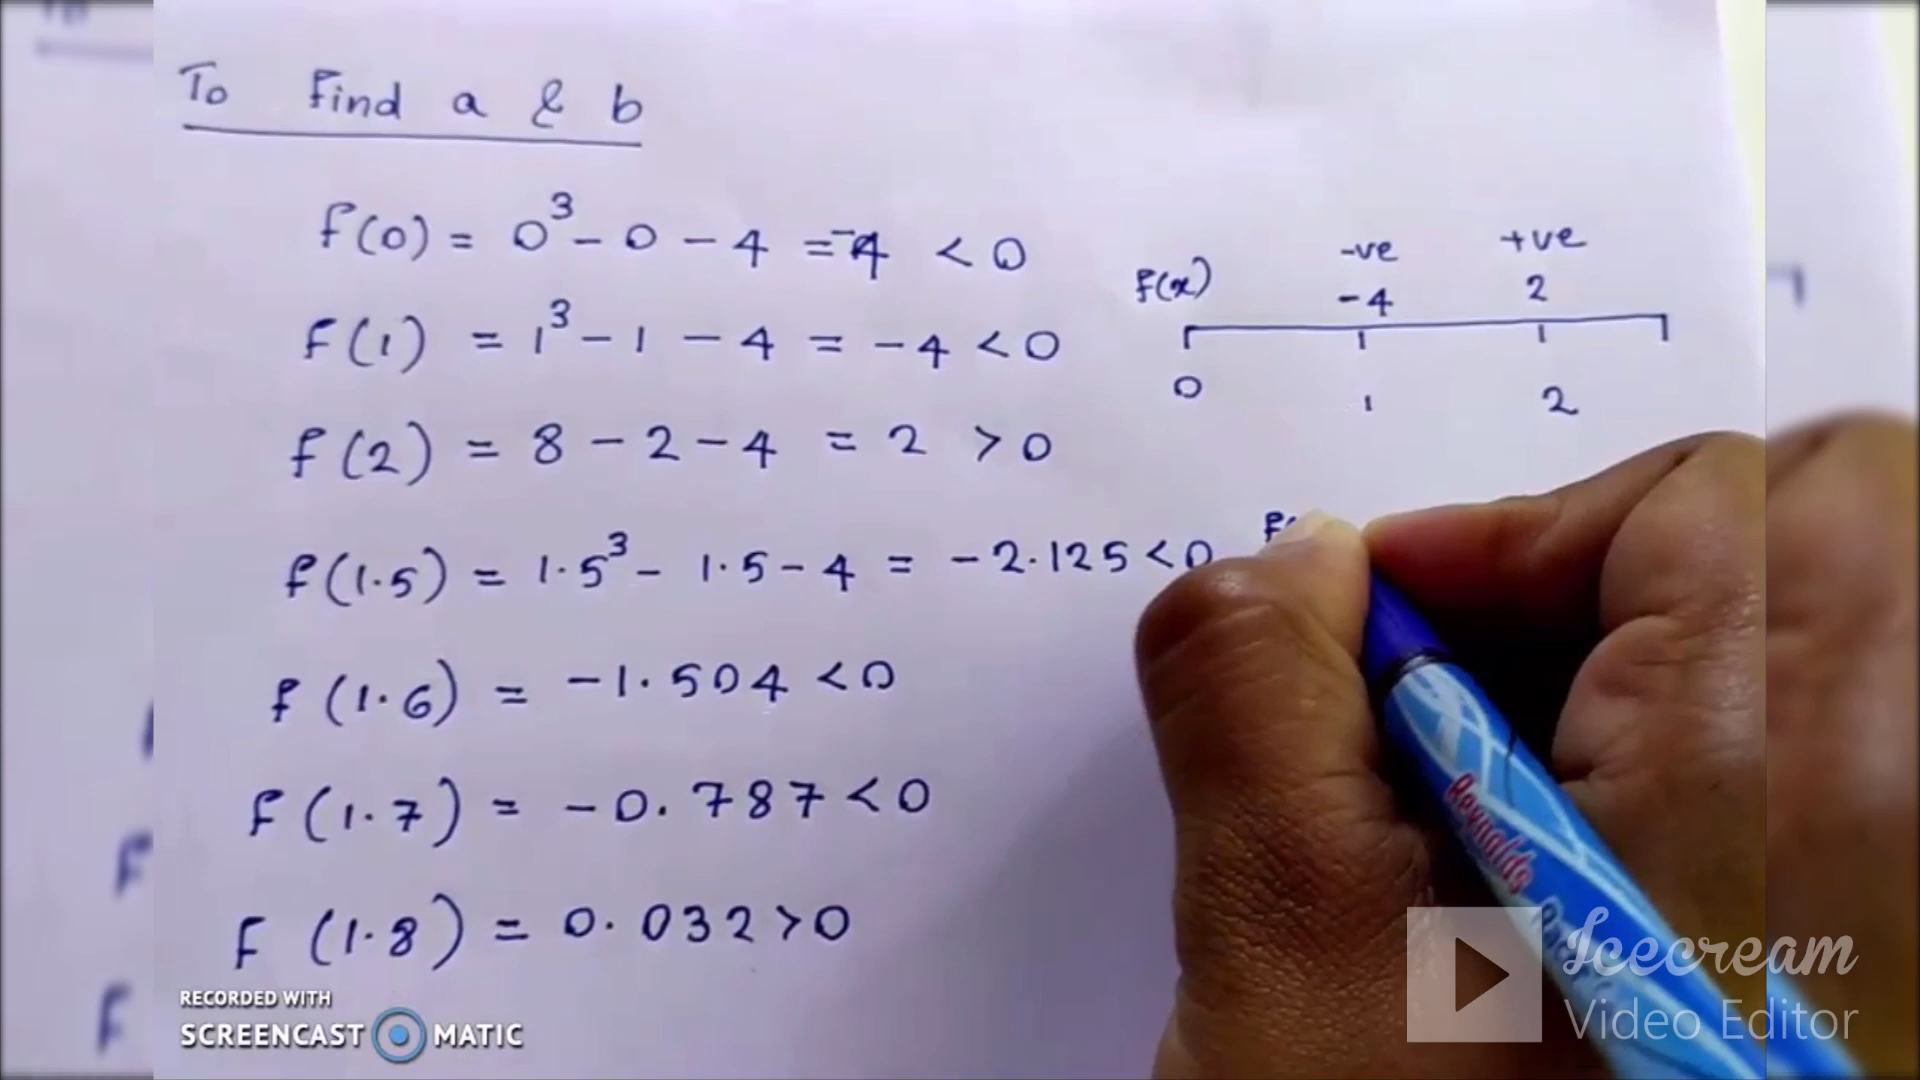 To Find a & b
f(0) = 0³ - 0 - 4 = -4 < 0
f(1) = 1³ - 1 - 4 = -4 < 0
f(2) = 8 - 2 - 4 = 2 > 0
f(1.5) = 1.5³ - 1.5 - 4 = -2.125 < 0
f(1.6) = -1.504 < 0
f(1.7) = -0.787 < 0
f(1.8) = 0.032 > 0
-ve +ve
f(x) -4 2
0 1 2
Reynolds
RECORDED WITH
SCREENCAST MATIC
Icecream
Video Editor